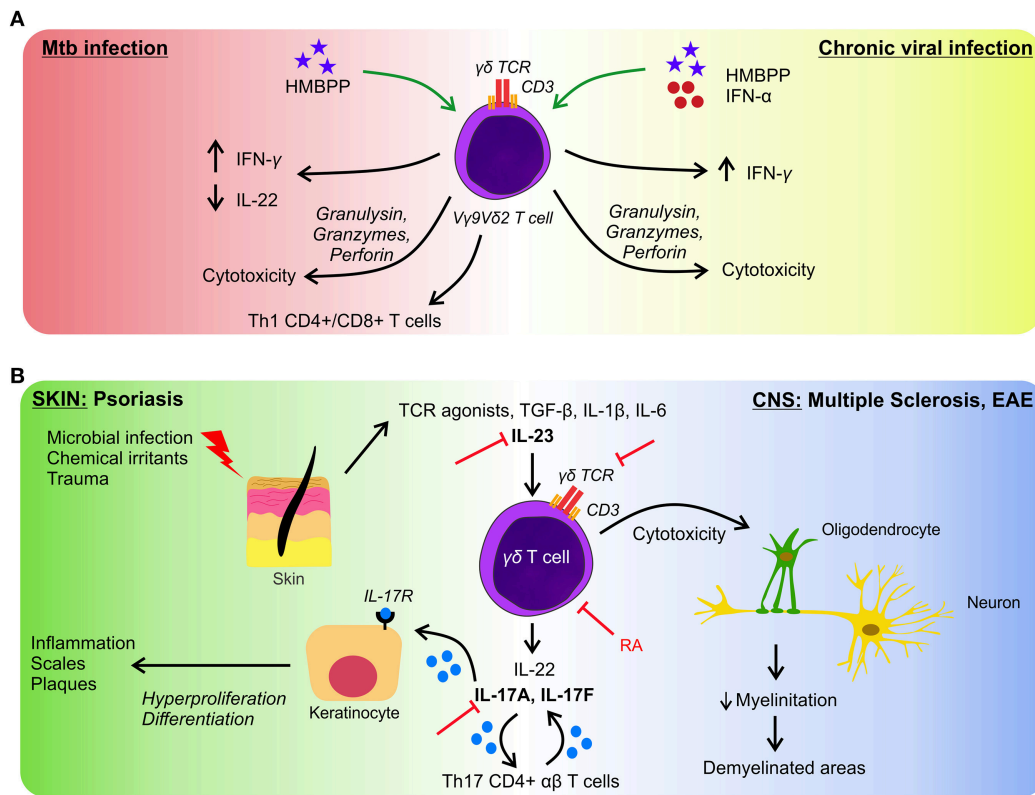 A
Mtb infection
HMBPP
γδ TCR
CD3
Chronic viral infection
HMBPP
IFN-α
IFN-γ
IL-22
Granulysin,
Granzymes,
Perforin
Cytotoxicity
Vγ9Vδ2 T cell
Th1 CD4+/CD8+ T cells
IFN-γ
Granulysin,
Granzymes,
Perforin
Cytotoxicity
B
SKIN: Psoriasis
Microbial infection
Chemical irritants
Trauma
Skin
TCR agonists, TGF-β, IL-1β, IL-6
IL-23
γδ TCR
CD3
γδ T cell
RA
IL-22
IL-17A, IL-17F
Th17 CD4+ αβ T cells
IL-17R
Keratinocyte
Hyperproliferation
Differentiation
Inflammation
Scales
Plaques
CNS: Multiple Sclerosis, EAE
Cytotoxicity
Oligodendrocyte
Neuron
Myelinitation
Demyelinated areas